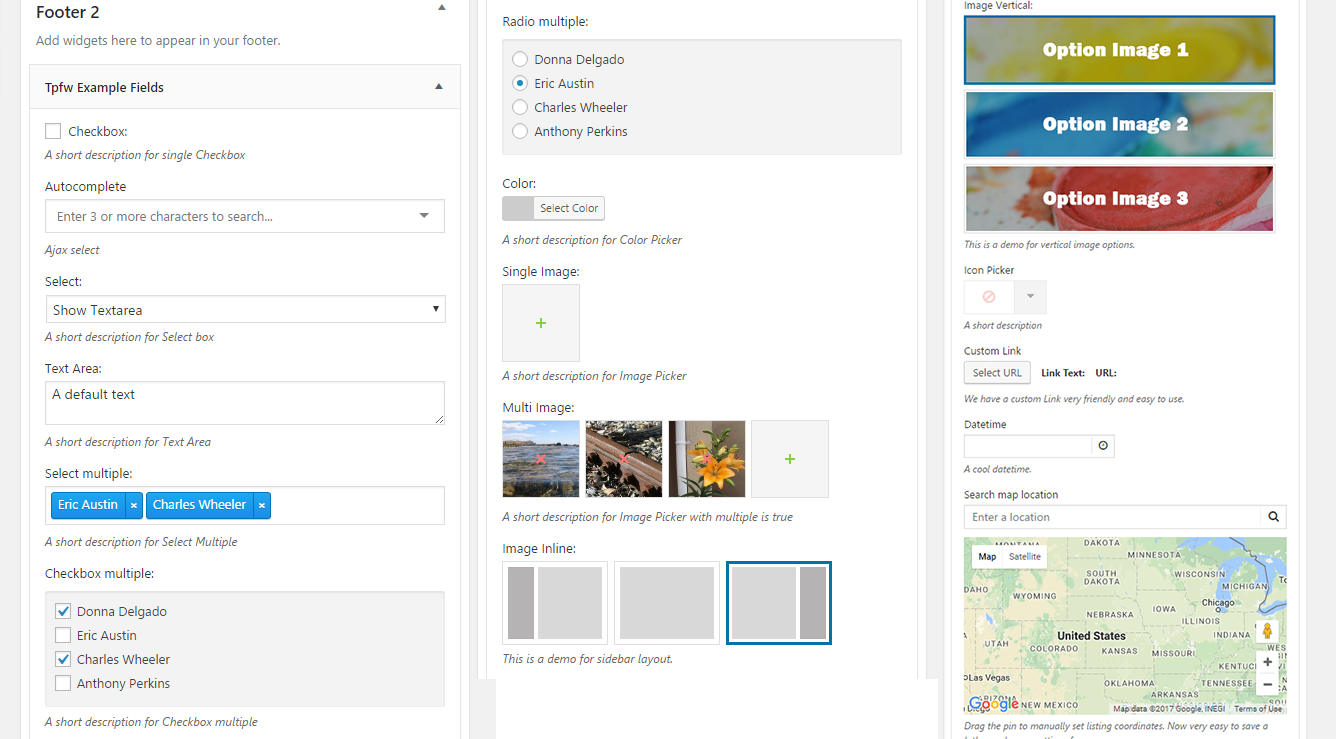 Footer 2
Add widgets here to appear in your footer.
Tpfw Example Fields
Checkbox:
A short description for single Checkbox
Autocomplete
Enter 3 or more characters to search...
Ajax select
Select:
Show Textarea
A short description for Select box
Text Area:
A default text
A short description for Text Area
Select multiple:
Eric Austin × Charles Wheeler ×
A short description for Select Multiple
Checkbox multiple:
Donna Delgado
Eric Austin
Charles Wheeler
Anthony Perkins
A short description for Checkbox multiple
Radio multiple:
Donna Delgado
Eric Austin
Charles Wheeler
Anthony Perkins
Color:
Select Color
A short description for Color Picker
Single Image:
A short description for Image Picker
Multi Image:
A short description for Image Picker with multiple is true
Image Inline:
This is a demo for sidebar layout.
Image Vertical:
Option Image 1
Option Image 2
Option Image 3
This is a demo for vertical image options.
Icon Picker
A short description
Custom Link
Select URL Link Text: URL:
We have a custom Link very friendly and easy to use.
Datetime
A cool datetime.
Search map location
Enter a location
Map Satellite
MONTANA
DAKOTA
MINNESOTA
SOUTH
DAKOTA
WISCONSIN
MICHIGAN
DAHO
WYOMING
Chicago
NEBRASKA
IOWA
ILLINOIS
INDIANA
United States
UTAH
COLORADO
KANSAS
MISSOURI
Las Vegas
OKLAHOMA
TENNESSEE
ARKANSAS
ARIZONA
NEW MEXICO
Google
Map data ©2017 Google, INEGI Terms of Use
Drag the pin to manually set listing coordinates. Now very easy to save a